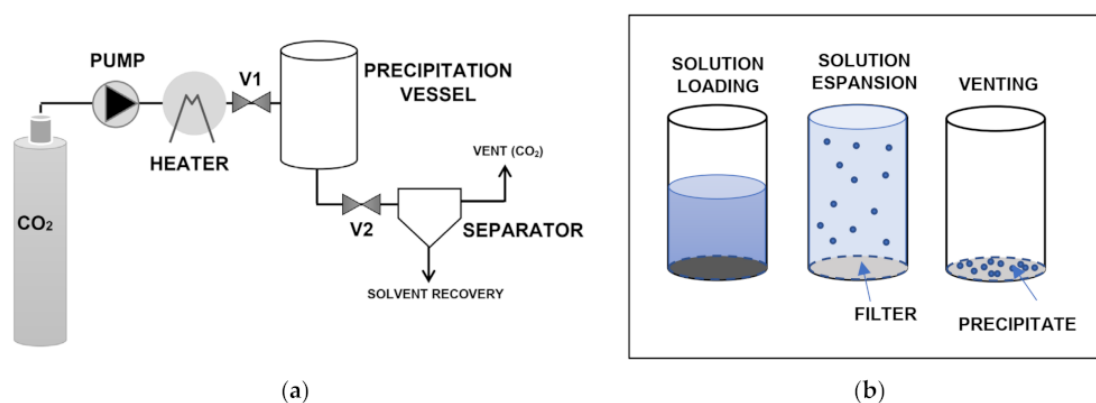 PUMP
V1
PRECIPITATION
VESSEL
HEATER
VENT (CO₂)
CO₂
V2
SEPARATOR
SOLVENT RECOVERY
(a)
SOLUTION
LOADING
SOLUTION
ESPANSION
VENTING
FILTER
PRECIPITATE
(b)